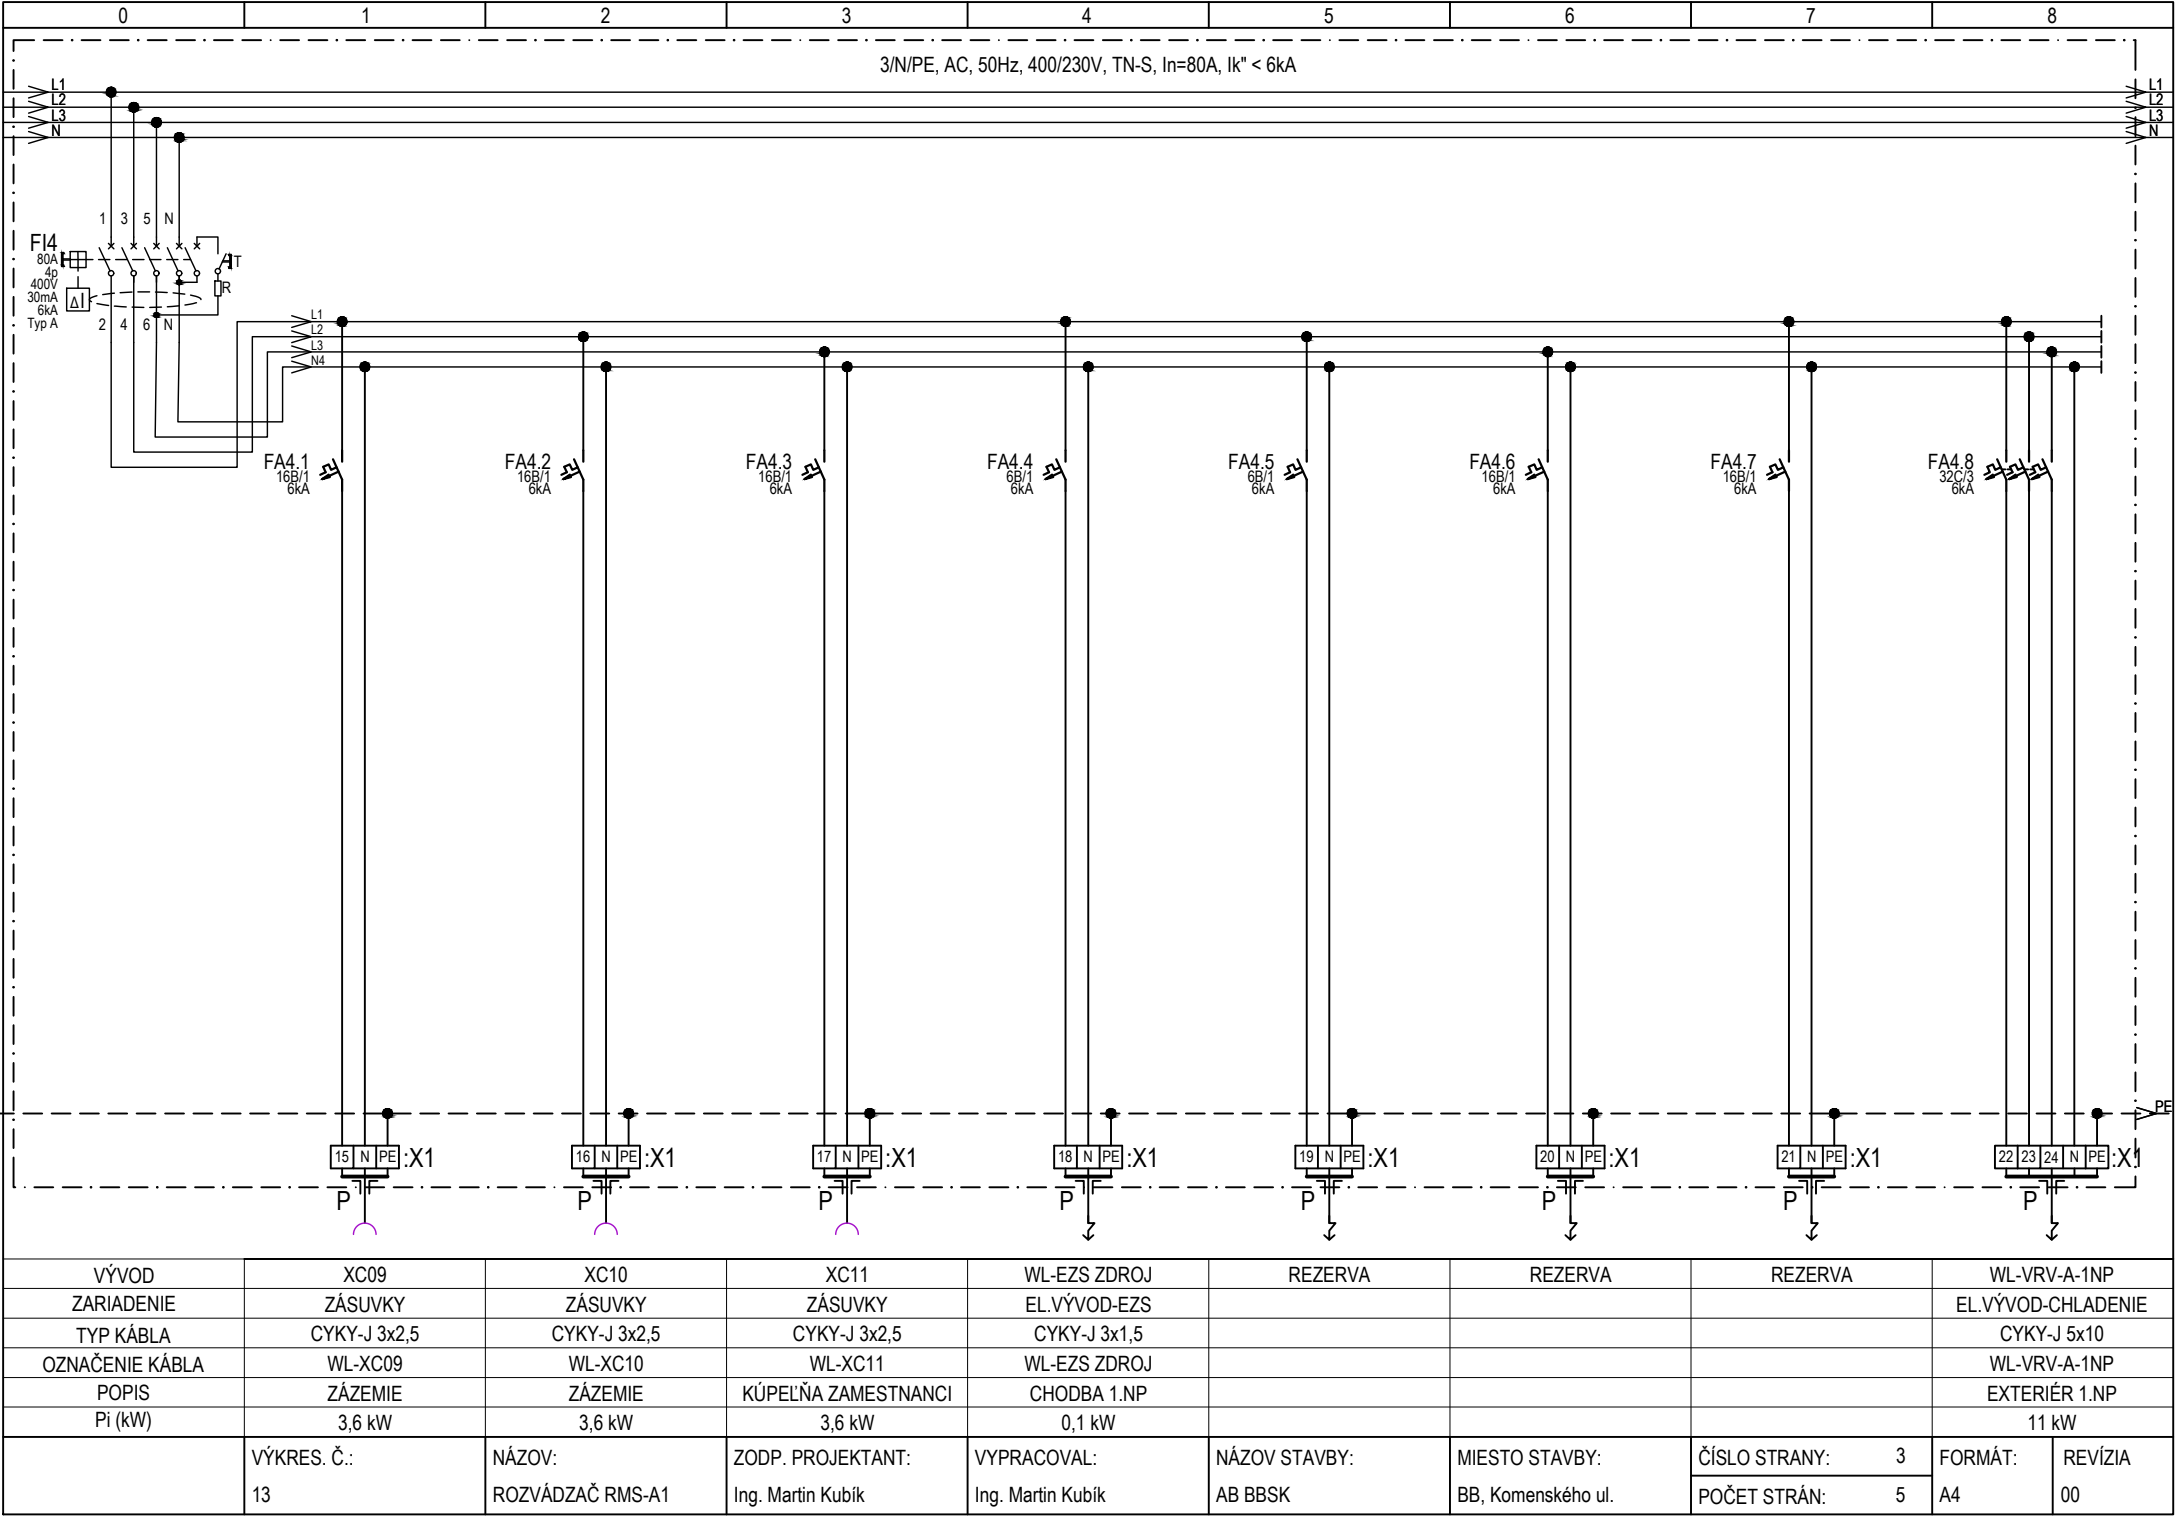 0 1 2 3 4 5 6 7 8
3/N/PE, AC, 50Hz, 400/230V, TN-S, In=80A, Ik" < 6kA
L1 L1
L2 L2
L3 L3
N N
1 3 5 N
FI4
80A
4p
400V
30mA
6kA
Typ A
T
R
ΔI
2 4 6 N
L1
L2
L3
N4
FA4.1 FA4.2 FA4.3 FA4.4 FA4.5 FA4.6 FA4.7 FA4.8
16B/1 16B/1 16B/1 6B/1 6B/1 16B/1 16B/1 32C/3
6kA 6kA 6kA 6kA 6kA 6kA 6kA 6kA
PE
15 N PE :X1 16 N PE :X1 17 N PE :X1 18 N PE :X1 19 N PE :X1 20 N PE :X1 21 N PE :X1 22 23 24 N PE :X1
P P P P P P P P
VÝVOD XC09 XC10 XC11 WL-EZS ZDROJ REZERVA REZERVA REZERVA WL-VRV-A-1NP
ZARIADENIE ZÁSUVKY ZÁSUVKY ZÁSUVKY EL.VÝVOD-EZS EL.VÝVOD-CHLADENIE
TYP KÁBLA CYKY-J 3x2,5 CYKY-J 3x2,5 CYKY-J 3x2,5 CYKY-J 3x1,5 CYKY-J 5x10
OZNAČENIE KÁBLA WL-XC09 WL-XC10 WL-XC11 WL-EZS ZDROJ WL-VRV-A-1NP
POPIS ZÁZEMIE ZÁZEMIE KÚPEĽŇA ZAMESTNANCI CHODBA 1.NP EXTERIÉR 1.NP
Pi (kW) 3,6 kW 3,6 kW 3,6 kW 0,1 kW 11 kW
VÝKRES. Č.: NÁZOV: ZODP. PROJEKTANT: VYPRACOVAL: NÁZOV STAVBY: MIESTO STAVBY: ČÍSLO STRANY: 3 FORMÁT: REVÍZIA
13 ROZVÁDZAČ RMS-A1 Ing. Martin Kubík Ing. Martin Kubík AB BBSK BB, Komenského ul. POČET STRÁN: 5 A4 00